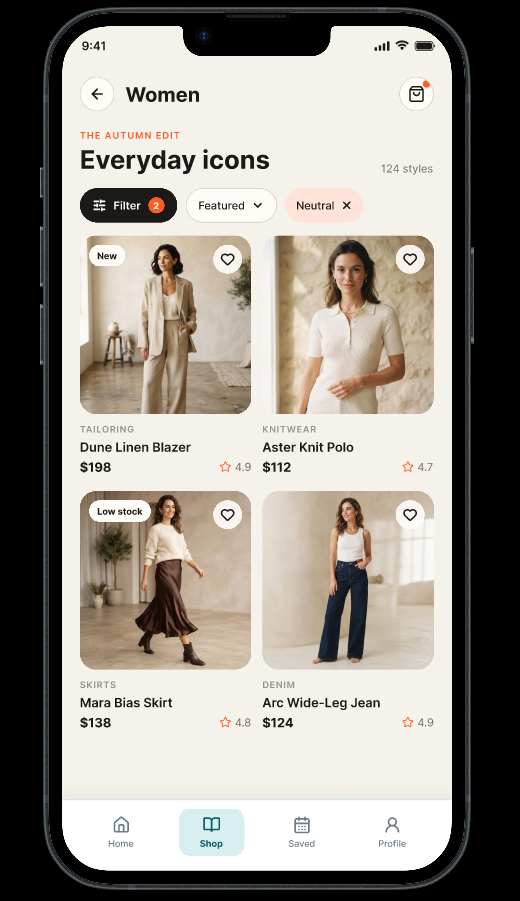 9:41
Women
THE AUTUMN EDIT
Everyday icons
124 styles
Filter 2
Featured
Neutral
New
TAILORING
Dune Linen Blazer
$198
4.9
KNITWEAR
Aster Knit Polo
$112
4.7
Low stock
SKIRTS
Mara Bias Skirt
$138
4.8
DENIM
Arc Wide-Leg Jean
$124
4.9
Home
Shop
Saved
Profile